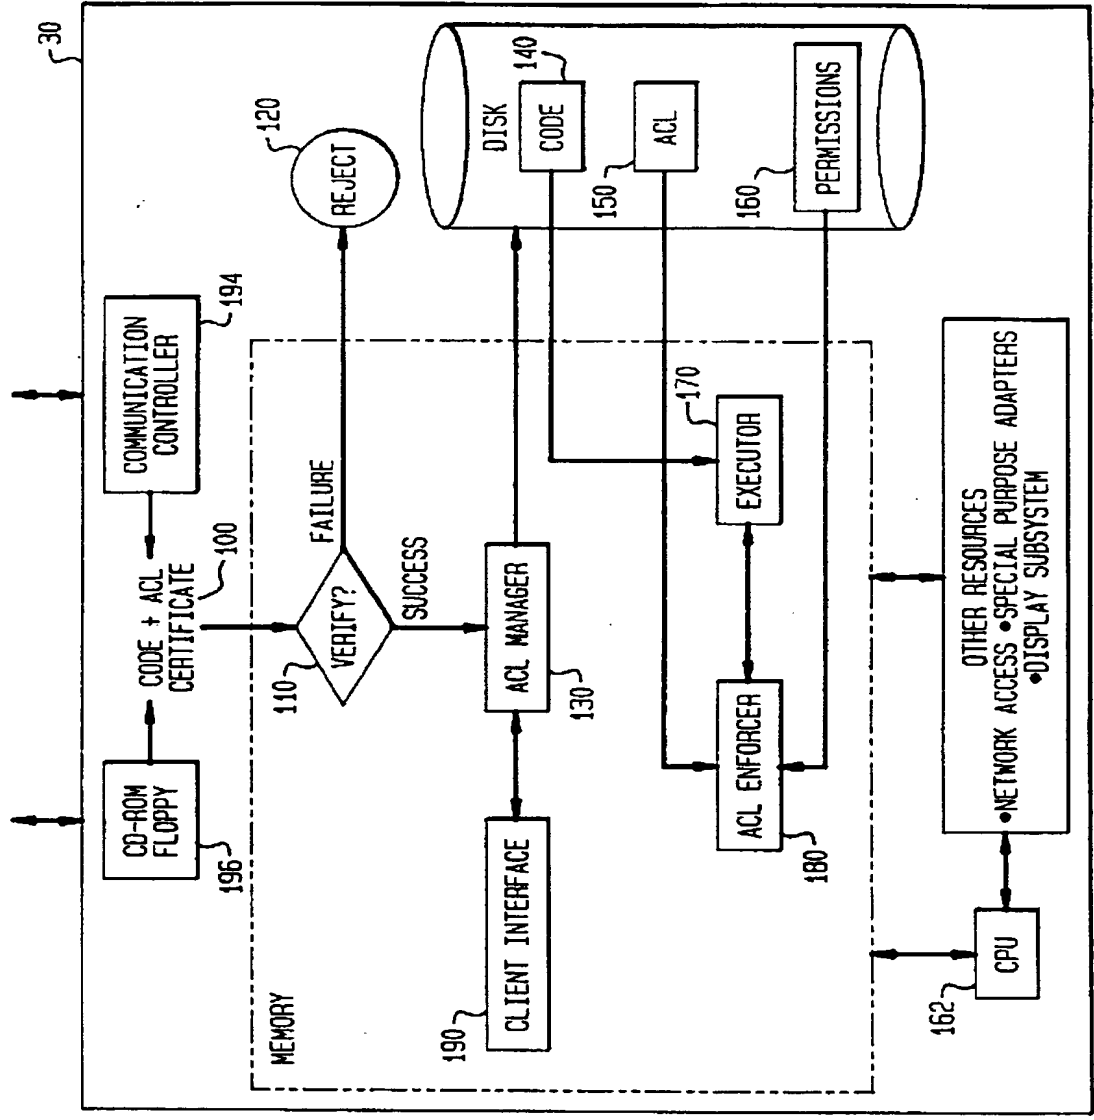 30
CD-ROM
FLOPPY
196
CODE + ACL
CERTIFICATE
100
COMMUNICATION
CONTROLLER
194
MEMORY
110
VERIFY?
FAILURE
SUCCESS
REJECT
120
CLIENT INTERFACE
190
ACL MANAGER
130
DISK
CODE
140
ACL
150
PERMISSIONS
160
EXECUTOR
170
ACL ENFORCER
180
CPU
162
OTHER RESOURCES
•NETWORK ACCESS •SPECIAL PURPOSE ADAPTERS
•DISPLAY SUBSYSTEM